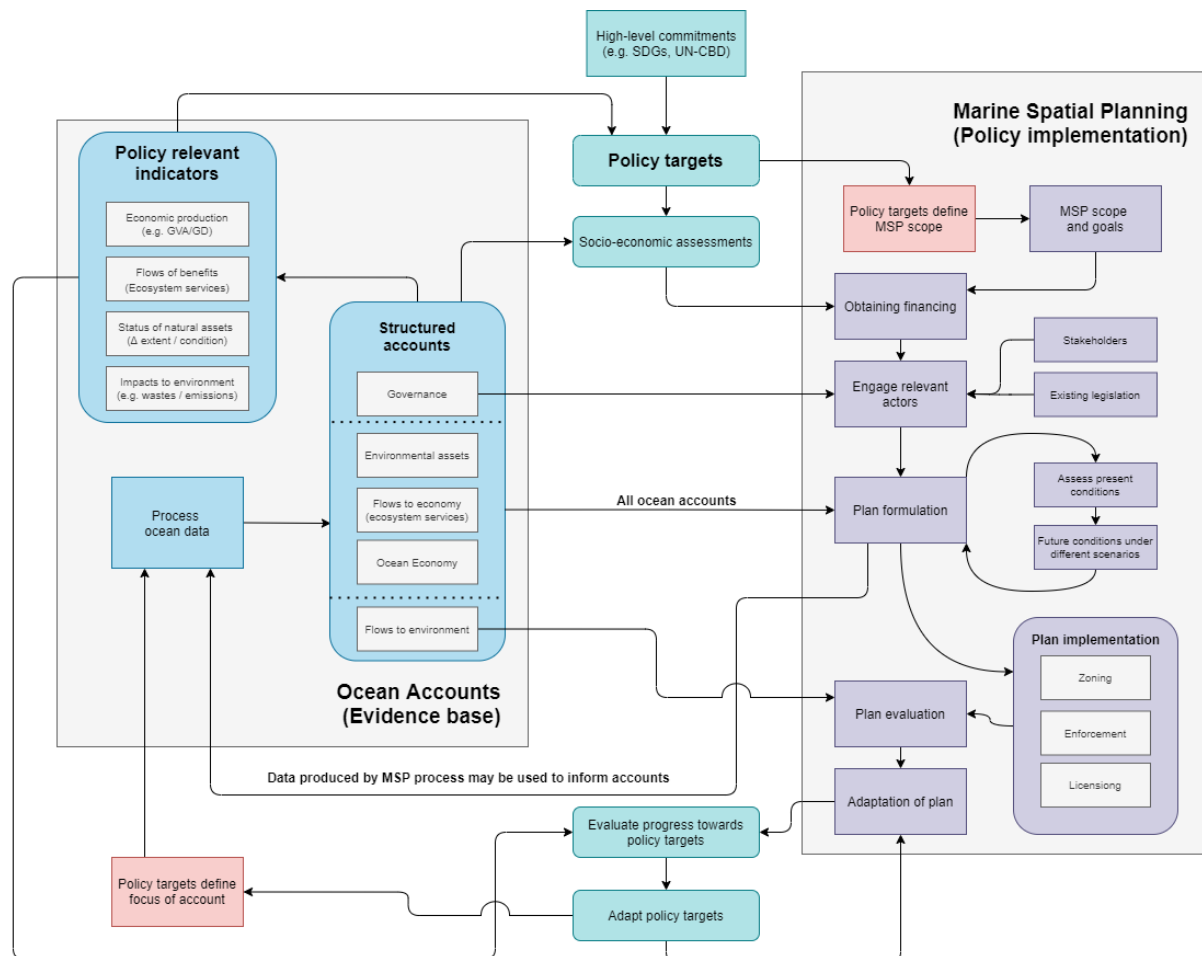 High-level commitments
(e.g. SDGs, UN-CBD)
Marine Spatial Planning
(Policy implementation)
Policy relevant
indicators
Policy targets
Economic production
(e.g. GVA/GD)
Policy targets define
MSP scope
MSP scope
and goals
Socio-economic assessments
Flows of benefits
(Ecosystem services)
Obtaining financing
Status of natural assets
(Δ extent / condition)
Structured
accounts
Stakeholders
Impacts to environment
(e.g. wastes / emissions)
Governance
Engage relevant
actors
Existing legislation
Environmental assets
Assess present
conditions
All ocean accounts
Process
ocean data
Flows to economy
(ecosystem services)
Plan formulation
Future conditions under
different scenarios
Ocean Economy
Flows to environment
Plan implementation
Zoning
Ocean Accounts
(Evidence base)
Plan evaluation
Enforcement
Data produced by MSP process may be used to inform accounts
Licensiong
Adaptation of plan
Evaluate progress towards
policy targets
Policy targets define
focus of account
Adapt policy targets